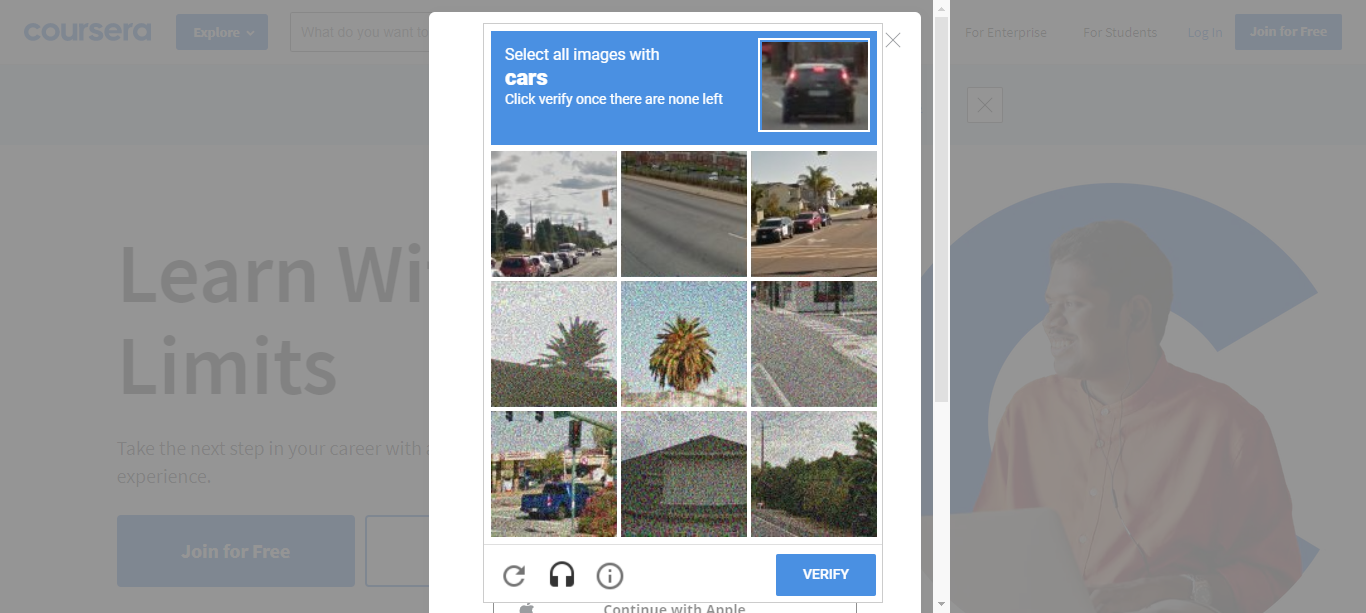 coursera
Explore
What do you want to
For Enterprise
For Students
Log In
Join for Free
Select all images with
cars
Click verify once there are none left
Learn Wi
Limits
Take the next step in your career with a
experience.
Join for Free
VERIFY
Continue with Apple